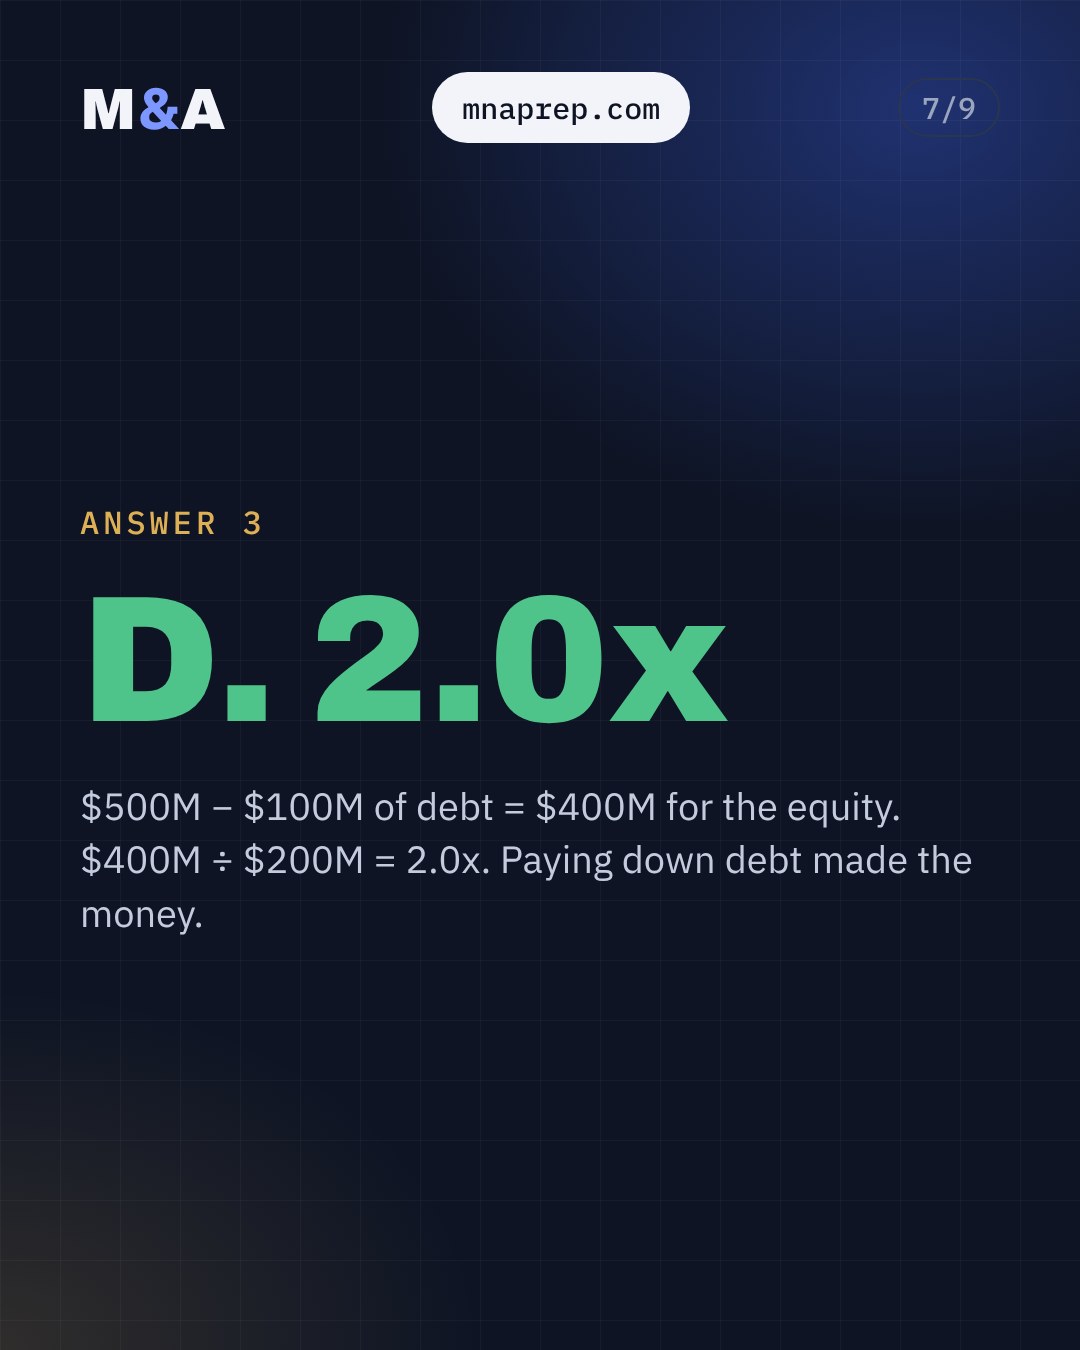 M&A
mnaprep.com
7/9
ANSWER 3
D. 2.0x
$500M – $100M of debt = $400M for the equity.
$400M ÷ $200M = 2.0x. Paying down debt made the
money.